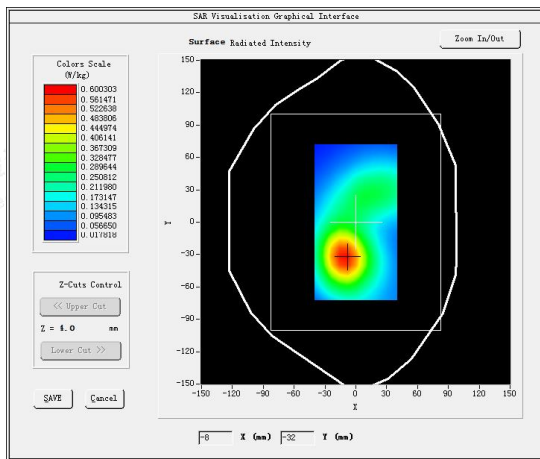 SAR Visualization Graphical Interface
Surface Radiated Intensity
Zoom In/Out
Colors Scale
(W/kg)
0.600303
0.561471
0.522638
0.483806
0.444974
0.406141
0.367309
0.328477
0.289644
0.250812
0.211980
0.173147
0.134315
0.095483
0.056650
0.017818
150
120
90
60
30
0
-30
-60
-90
-120
-150
Y
-150 -120 -90 -60 -30 0 30 60 90 120 150
X
Z-Cuts Control
<< Upper Cut
Z = 4.0 mm
Lower Cut >>
SAVE Cancel
-8 X (mm) -32 Y (mm)